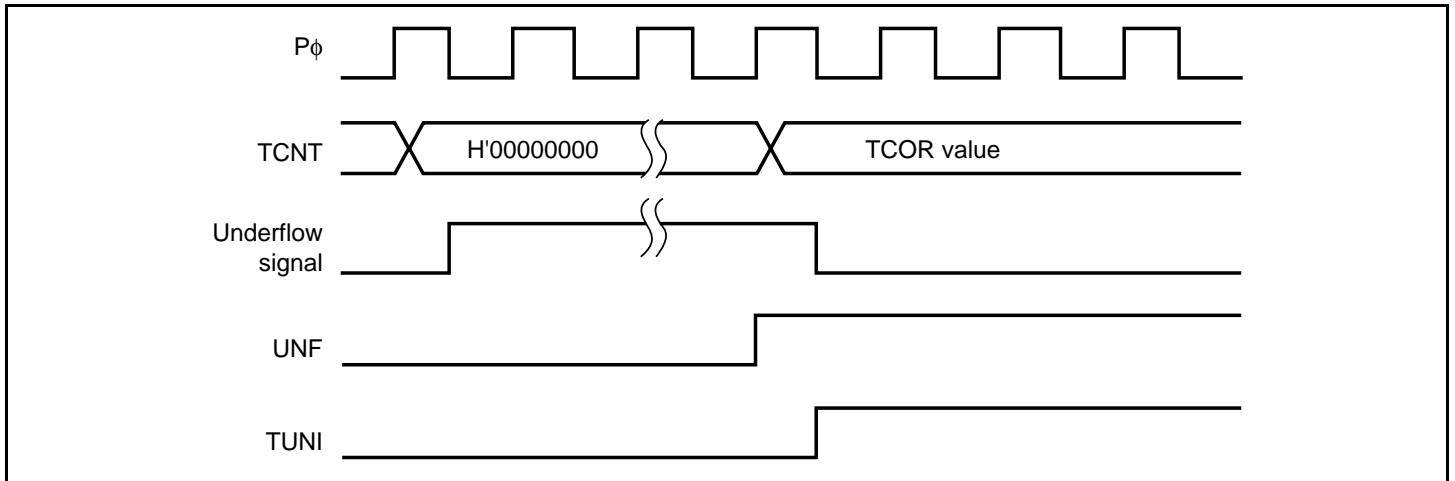 Pϕ
TCNT
H'00000000
TCOR value
Underflow
signal
UNF
TUNI